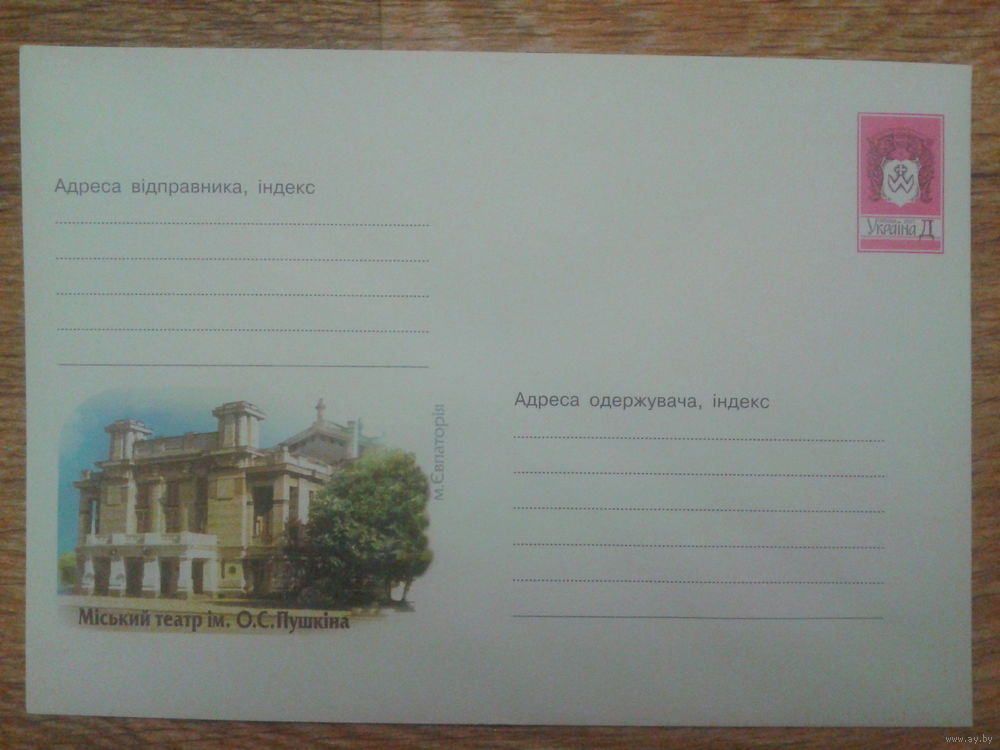 Адреса відправника, індекс
Україна Д
Адреса одержувача, індекс
м.Євпаторія
Міський театр ім. О.С.Пушкіна
www.ay.by